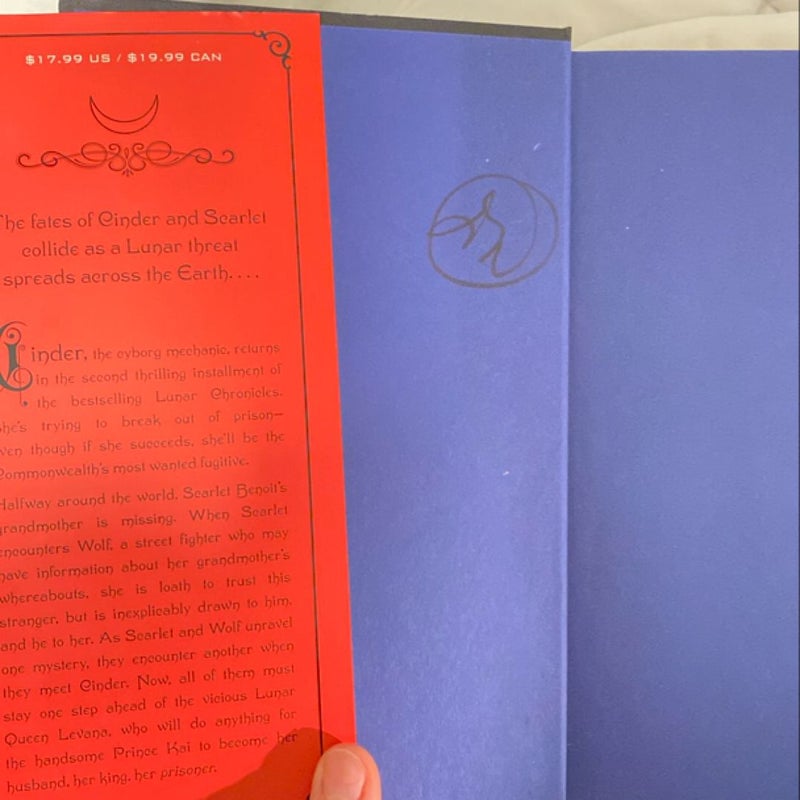 $17.99 US / $19.99 CAN
The fates of Cinder and Scarlet
collide as a Lunar threat
spreads across the Earth. . . .
Cinder, the cyborg mechanic, returns
in the second thrilling installment of
the bestselling Lunar Chronicles.
She's trying to break out of prison—
even though if she succeeds, she'll be the
Commonwealth's most wanted fugitive.
Halfway around the world, Scarlet Benoit's
grandmother is missing. When Scarlet
encounters Wolf, a street fighter who may
have information about her grandmother's
whereabouts, she is loath to trust this
stranger, but is inexplicably drawn to him,
and he to her. As Scarlet and Wolf unravel
one mystery, they encounter another when
they meet Cinder. Now, all of them must
stay one step ahead of the vicious Lunar
Queen Levana, who will do anything for
the handsome Prince Kai to become her
husband, her king, her prisoner.